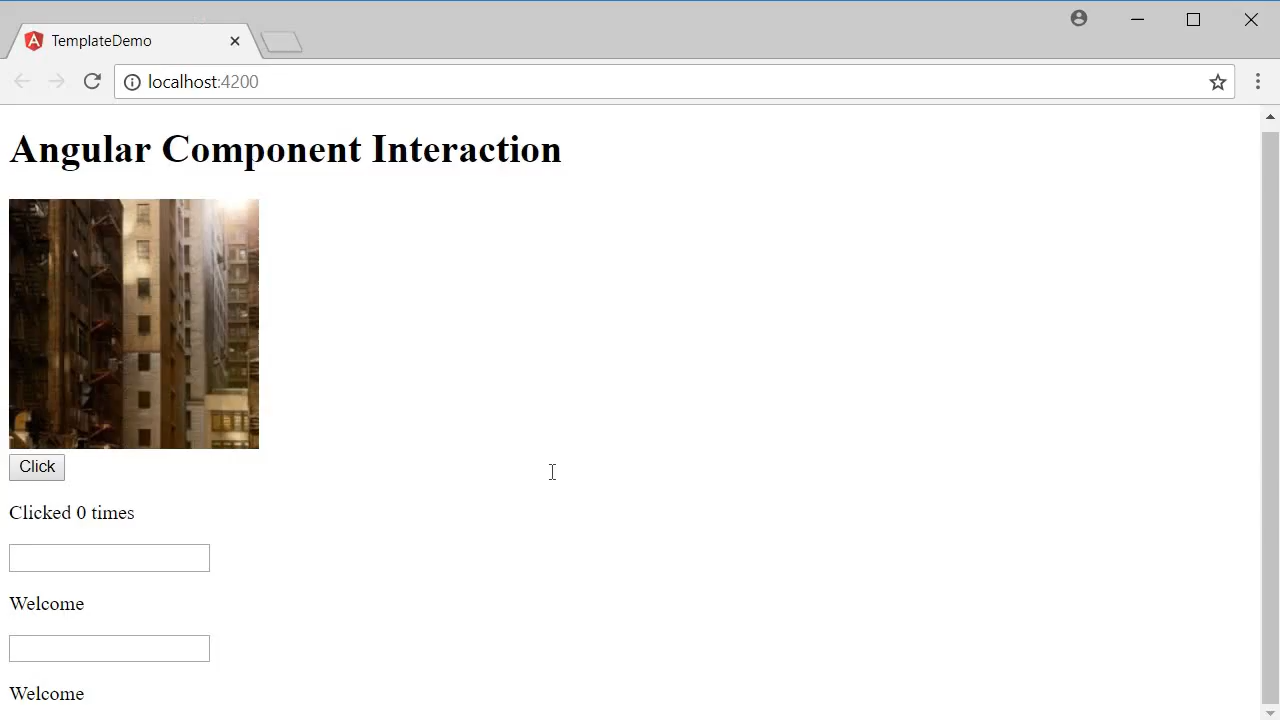 TemplateDemo
localhost:4200
Angular Component Interaction
Click
Clicked 0 times
Welcome
Welcome